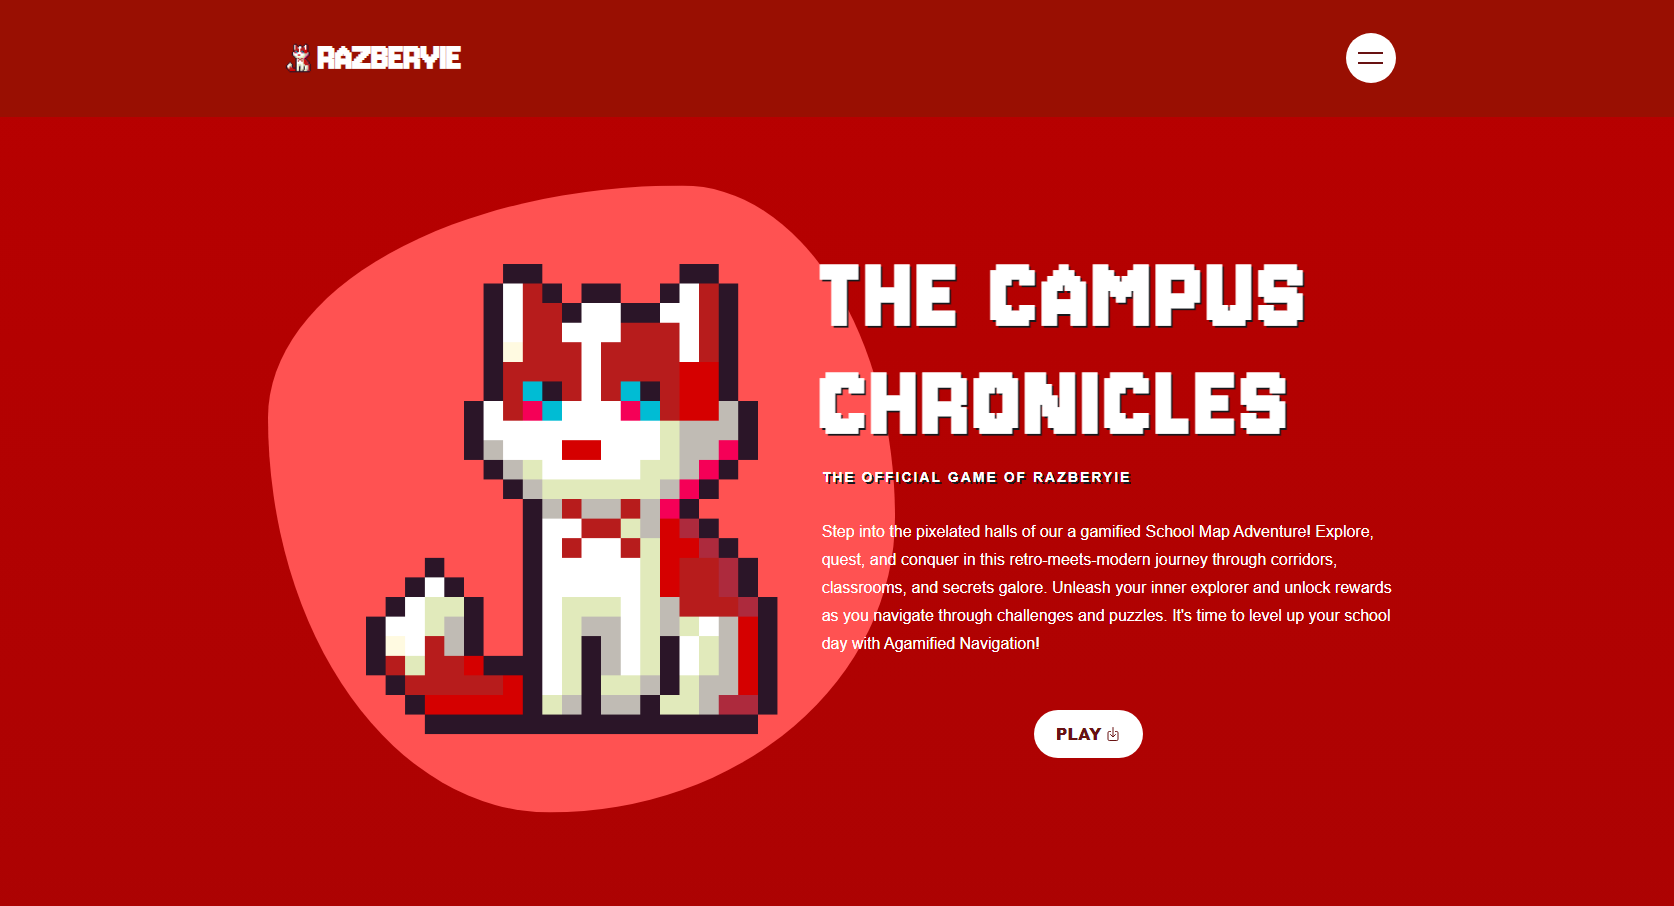 RAZBERYIE
THE CAMPUS
CHRONICLES
THE OFFICIAL GAME OF RAZBERYIE
Step into the pixelated halls of our a gamified School Map Adventure! Explore,
quest, and conquer in this retro-meets-modern journey through corridors,
classrooms, and secrets galore. Unleash your inner explorer and unlock rewards
as you navigate through challenges and puzzles. It's time to level up your school
day with Agamified Navigation!
PLAY